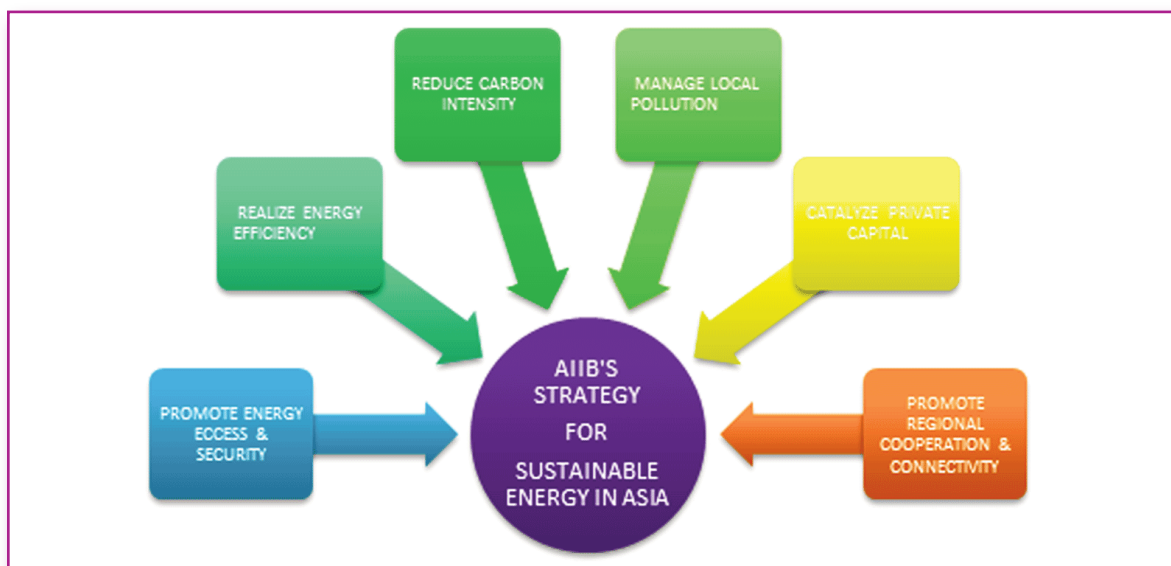 REDUCE CARBON
INTENSITY
MANAGE LOCAL
POLLUTION
REALIZE ENERGY
EFFICIENCY
CATALYZE PRIVATE
CAPITAL
PROMOTE ENERGY
ECCESS &
SECURITY
AIIB'S
STRATEGY
FOR
SUSTAINABLE
ENERGY IN ASIA
PROMOTE
REGIONAL
COOPERATION &
CONNECTIVITY